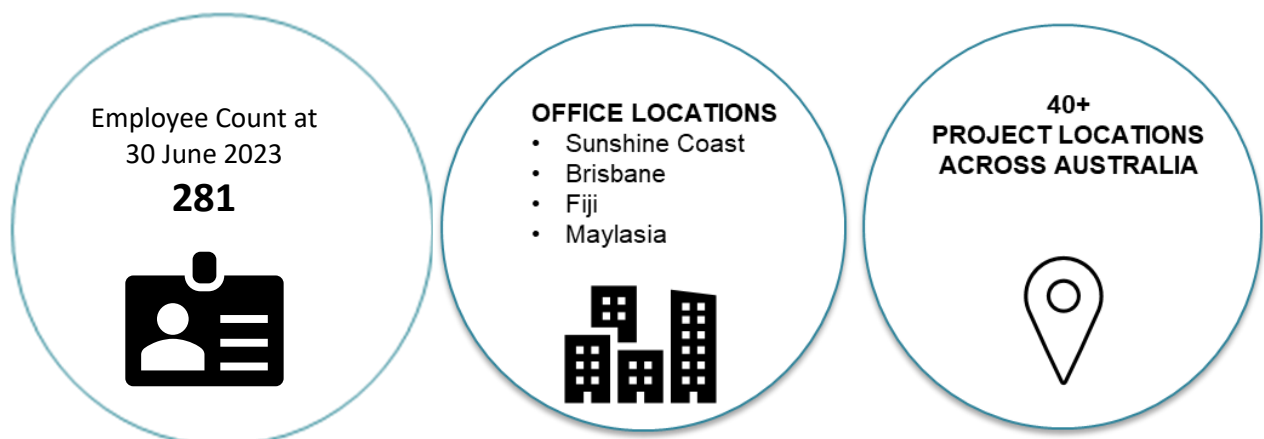 Employee Count at
30 June 2023
281
OFFICE LOCATIONS
• Sunshine Coast
• Brisbane
• Fiji
• Maylasia
40+
PROJECT LOCATIONS
ACROSS AUSTRALIA